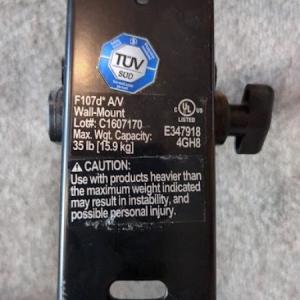 TÜV
SÜD
F107d* A/V
Wall-Mount
Lot#: C1607170
Max. Wgt. Capacity:
35 lb [15.9 kg]
c UL US
LISTED
E347918
4GH8
CAUTION:
Use with products heavier than
the maximum weight indicated
may result in instability, and
possible personal injury.